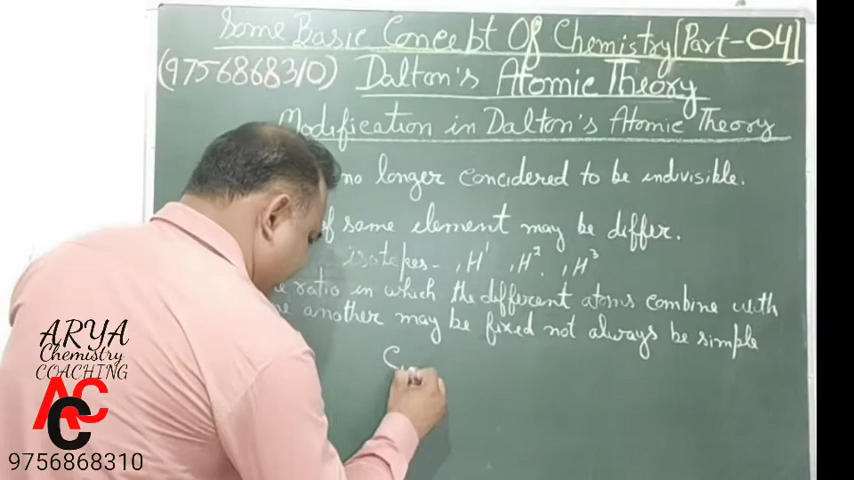 Some Basic Concebt Of Chemistry[Part-04]
(9756868310) Dalton's Atomic Theory
Modification in Dalton's Atomic Theory
no longer concidered to be indivisible.
of same element may be differ.
isotopes- ₁H¹ ₁H². ₁H³
ratio in which the different atoms combine with
another may be fixed not always be simple
C
ARYA
Chemistry
COACHING
ACC
9756868310